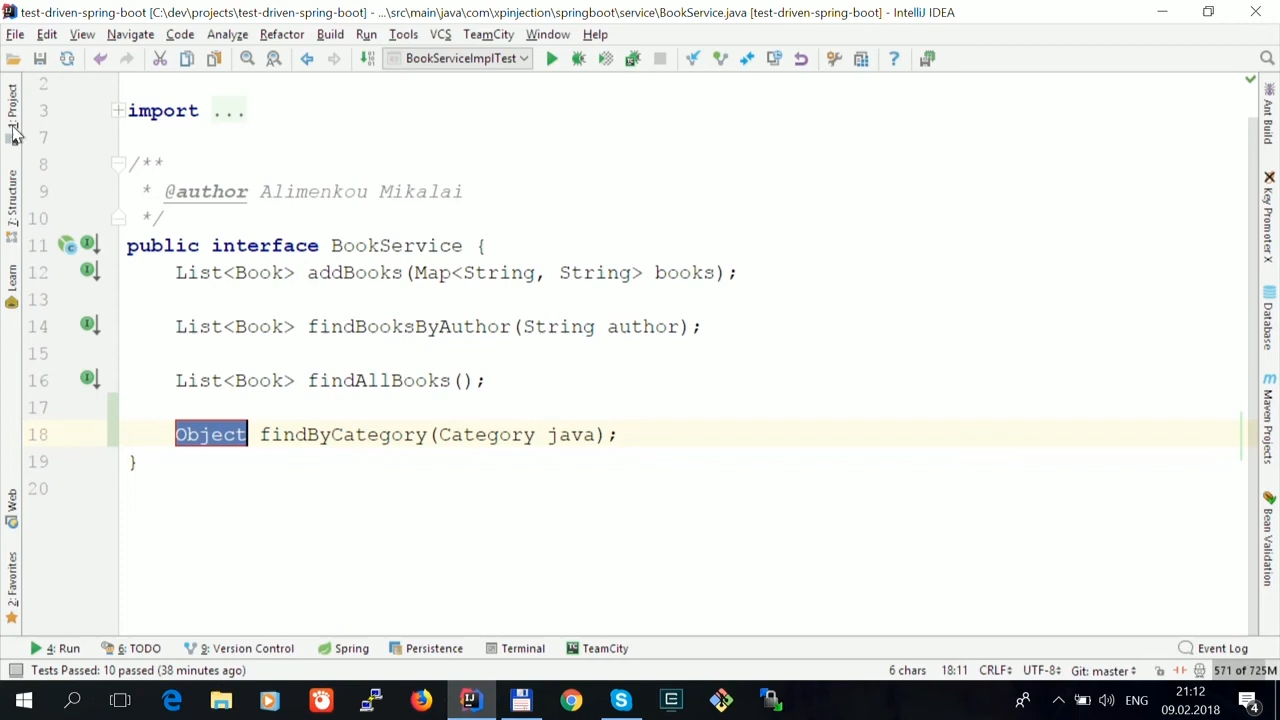 test-driven-spring-boot [C:\dev\projects\test-driven-spring-boot] - ...\src\main\java\com\xpinjection\springboot\service\BookService.java [test-driven-spring-boot] - IntelliJ IDEA
File Edit View Navigate Code Analyze Refactor Build Run Tools VCS TeamCity Window Help
BookServiceImplTest
1: Project
7: Structure
Learn
Web
2: Favorites
2
3 import ...
7
8 /**
9 * @author Alimenkou Mikalai
10 */
11 public interface BookService {
12 List<Book> addBooks(Map<String, String> books);
13
14 List<Book> findBooksByAuthor(String author);
15
16 List<Book> findAllBooks();
17
18 Object findByCategory(Category java);
19 }
20
Ant Build
Key Promoter X
Database
Maven Projects
Bean Validation
4: Run 6: TODO 9: Version Control Spring Persistence Terminal TeamCity Event Log
Tests Passed: 10 passed (38 minutes ago) 6 chars 18:11 CRLF UTF-8 Git: master 571 of 725M
ENG 21:12
09.02.2018 4